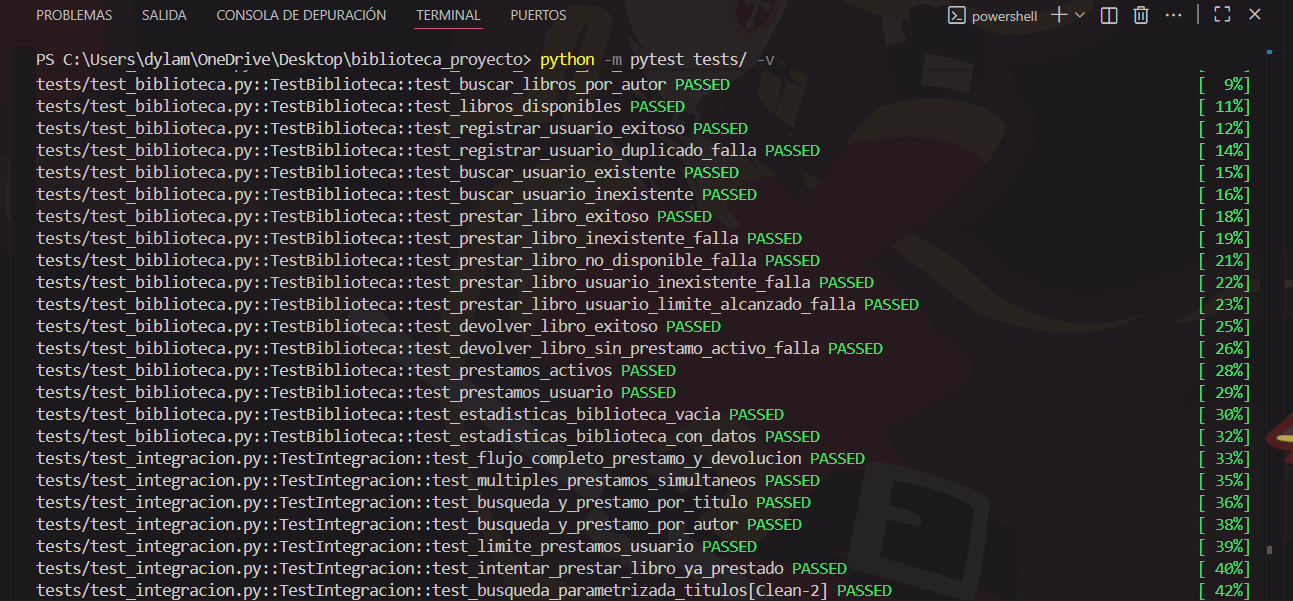 PROBLEMAS SALIDA CONSOLA DE DEPURACIÓN TERMINAL PUERTOS powershell
PS C:\Users\dylam\OneDrive\Desktop\biblioteca_proyecto> python -m pytest tests/ -v
tests/test_biblioteca.py::TestBiblioteca::test_buscar_libros_por_autor PASSED [ 9%]
tests/test_biblioteca.py::TestBiblioteca::test_libros_disponibles PASSED [ 11%]
tests/test_biblioteca.py::TestBiblioteca::test_registrar_usuario_exitoso PASSED [ 12%]
tests/test_biblioteca.py::TestBiblioteca::test_registrar_usuario_duplicado_falla PASSED [ 14%]
tests/test_biblioteca.py::TestBiblioteca::test_buscar_usuario_existente PASSED [ 15%]
tests/test_biblioteca.py::TestBiblioteca::test_buscar_usuario_inexistente PASSED [ 16%]
tests/test_biblioteca.py::TestBiblioteca::test_prestar_libro_exitoso PASSED [ 18%]
tests/test_biblioteca.py::TestBiblioteca::test_prestar_libro_inexistente_falla PASSED [ 19%]
tests/test_biblioteca.py::TestBiblioteca::test_prestar_libro_no_disponible_falla PASSED [ 21%]
tests/test_biblioteca.py::TestBiblioteca::test_prestar_libro_usuario_inexistente_falla PASSED [ 22%]
tests/test_biblioteca.py::TestBiblioteca::test_prestar_libro_usuario_limite_alcanzado_falla PASSED [ 23%]
tests/test_biblioteca.py::TestBiblioteca::test_devolver_libro_exitoso PASSED [ 25%]
tests/test_biblioteca.py::TestBiblioteca::test_devolver_libro_sin_prestamo_activo_falla PASSED [ 26%]
tests/test_biblioteca.py::TestBiblioteca::test_prestamos_activos PASSED [ 28%]
tests/test_biblioteca.py::TestBiblioteca::test_prestamos_usuario PASSED [ 29%]
tests/test_biblioteca.py::TestBiblioteca::test_estadisticas_biblioteca_vacia PASSED [ 30%]
tests/test_biblioteca.py::TestBiblioteca::test_estadisticas_biblioteca_con_datos PASSED [ 32%]
tests/test_integracion.py::TestIntegracion::test_flujo_completo_prestamo_y_devolucion PASSED [ 33%]
tests/test_integracion.py::TestIntegracion::test_multiples_prestamos_simultaneos PASSED [ 35%]
tests/test_integracion.py::TestIntegracion::test_busqueda_y_prestamo_por_titulo PASSED [ 36%]
tests/test_integracion.py::TestIntegracion::test_busqueda_y_prestamo_por_autor PASSED [ 38%]
tests/test_integracion.py::TestIntegracion::test_limite_prestamos_usuario PASSED [ 39%]
tests/test_integracion.py::TestIntegracion::test_intentar_prestar_libro_ya_prestado PASSED [ 40%]
tests/test_integracion.py::TestIntegracion::test_busqueda_parametrizada_titulos[Clean-2] PASSED [ 42%]